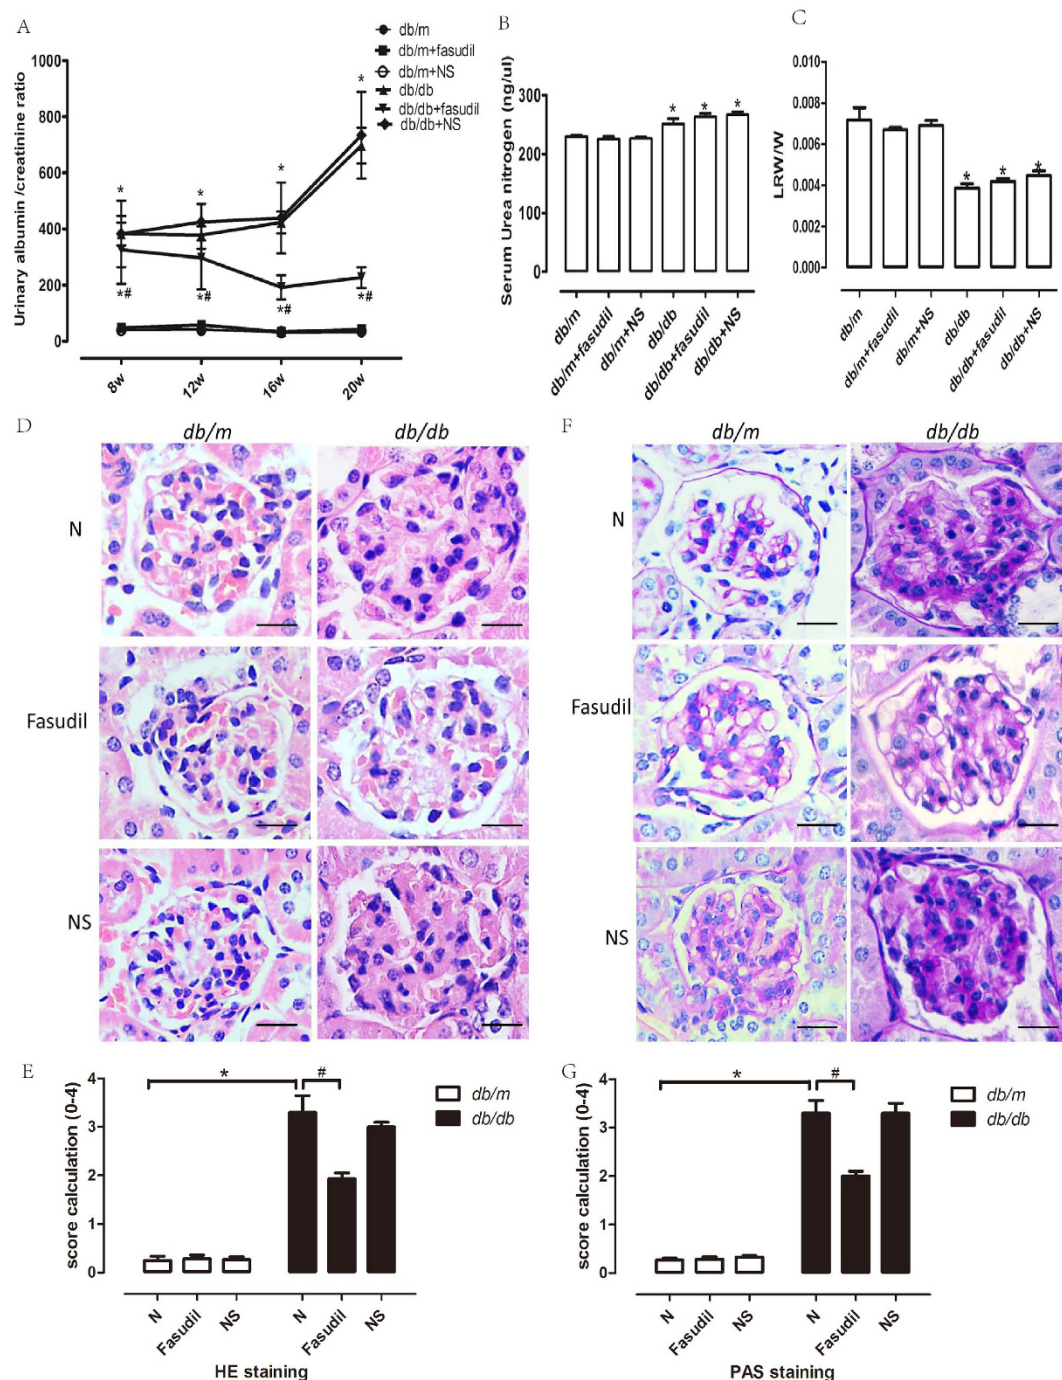 A
db/m
db/m+fasudil
db/m+NS
db/db
db/db+fasudil
db/db+NS
Urinary albumin /creatinine ratio
1000
800
600
400
200
0
*
*
*
*
*#
*#
*#
*#
8w
12w
16w
20w
B
Serum Urea nitrogen (ng/ul)
300
200
100
0
*
*
*
db/m
db/m+fasudil
db/m+NS
db/db
db/db+fasudil
db/db+NS
C
LRW/W
0.010
0.008
0.006
0.004
0.002
0.000
*
*
*
db/m
db/m+fasudil
db/m+NS
db/db
db/db+fasudil
db/db+NS
D
db/m
db/db
N
Fasudil
NS
F
db/m
db/db
N
Fasudil
NS
E
score calculation (0-4)
4
3
2
1
0
*
#
db/m
db/db
N
Fasudil
NS
N
Fasudil
NS
HE staining
G
score calculation (0-4)
4
3
2
1
0
*
#
db/m
db/db
N
Fasudil
NS
N
Fasudil
NS
PAS staining